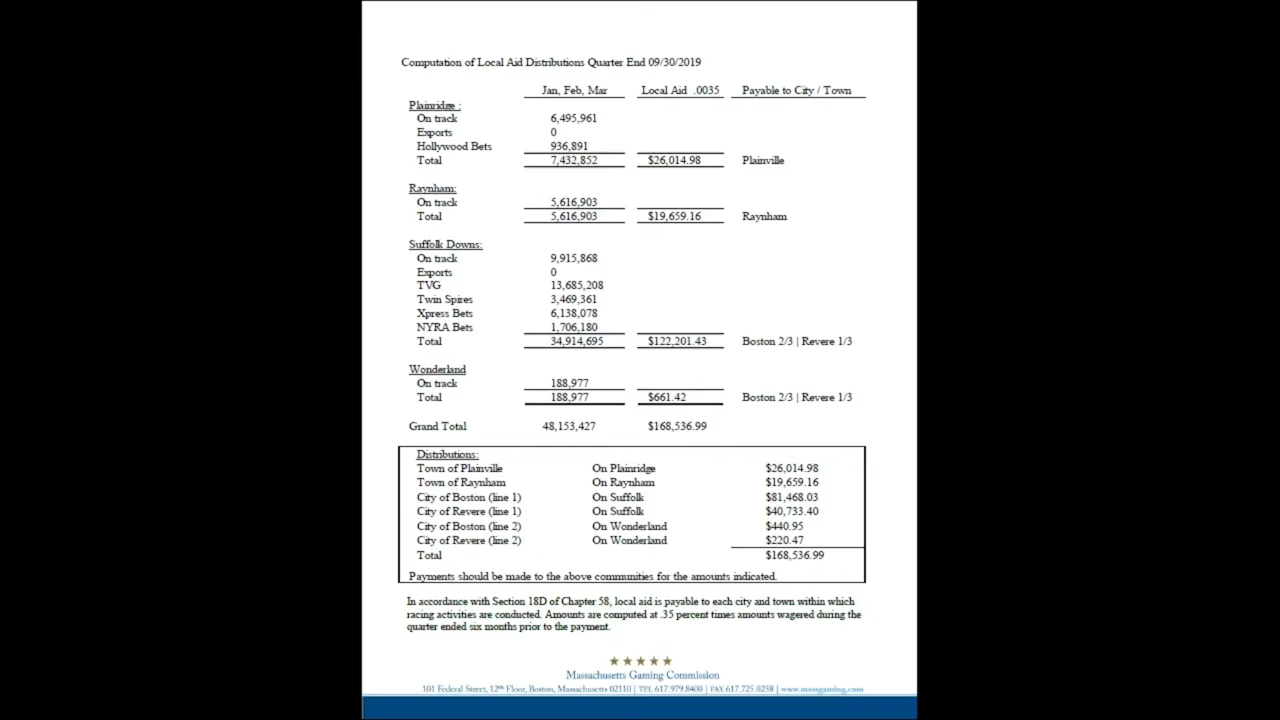 Computation of Local Aid Distributions Quarter End 09/30/2019
Jan, Feb, Mar Local Aid .0035 Payable to City / Town
Plainridge :
On track 6,495,961
Exports 0
Hollywood Bets 936,891
Total 7,432,852 $26,014.98 Plainville
Raynham:
On track 5,616,903
Total 5,616,903 $19,659.16 Raynham
Suffolk Downs:
On track 9,915,868
Exports 0
TVG 13,685,208
Twin Spires 3,469,361
Xpress Bets 6,138,078
NYRA Bets 1,706,180
Total 34,914,695 $122,201.43 Boston 2/3 | Revere 1/3
Wonderland
On track 188,977
Total 188,977 $661.42 Boston 2/3 | Revere 1/3
Grand Total 48,153,427 $168,536.99
Distributions:
Town of Plainville On Plainridge $26,014.98
Town of Raynham On Raynham $19,659.16
City of Boston (line 1) On Suffolk $81,468.03
City of Revere (line 1) On Suffolk $40,733.40
City of Boston (line 2) On Wonderland $440.95
City of Revere (line 2) On Wonderland $220.47
Total $168,536.99
Payments should be made to the above communities for the amounts indicated.
In accordance with Section 18D of Chapter 58, local aid is payable to each city and town within which
racing activities are conducted. Amounts are computed at .35 percent times amounts wagered during the
quarter ended six months prior to the payment.
★ ★ ★ ★ ★
Massachusetts Gaming Commission
101 Federal Street, 12th Floor, Boston, Massachusetts 02110 | TEL 617.979.8400 | FAX 617.725.0258 | www.massgaming.com